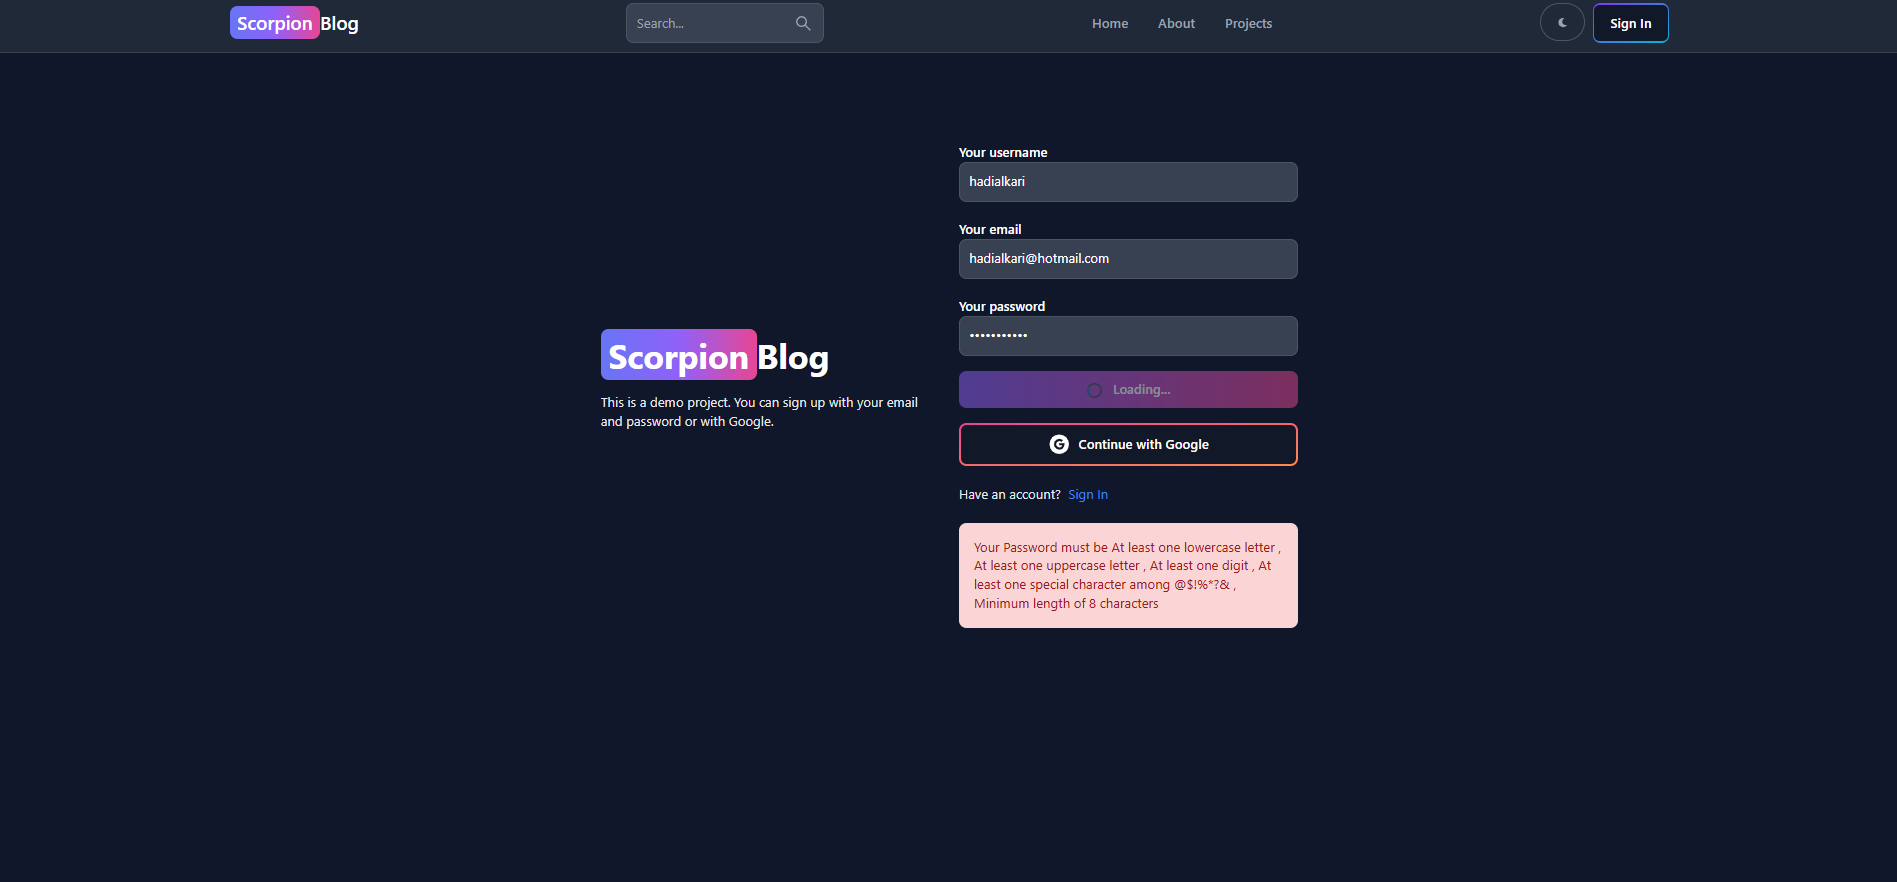 Scorpion Blog
Search...
Home
About
Projects
Sign In
Your username
hadialkari
Your email
hadialkari@hotmail.com
Your password
•••••••••••
Scorpion Blog
This is a demo project. You can sign up with your email
and password or with Google.
Loading...
Continue with Google
Have an account? Sign In
Your Password must be At least one lowercase letter ,
At least one uppercase letter , At least one digit , At
least one special character among @$!%*?& ,
Minimum length of 8 characters